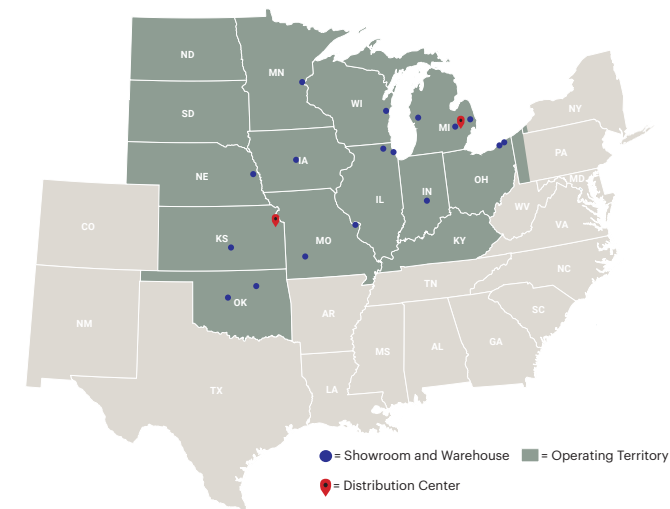 ND
MN
SD
WI
MI
NY
PA
NE
IA
IL
IN
OH
MD
WV
VA
CO
KS
MO
KY
NC
TN
OK
NM
AR
SC
MS
AL
GA
TX
LA
= Showroom and Warehouse = Operating Territory
= Distribution Center